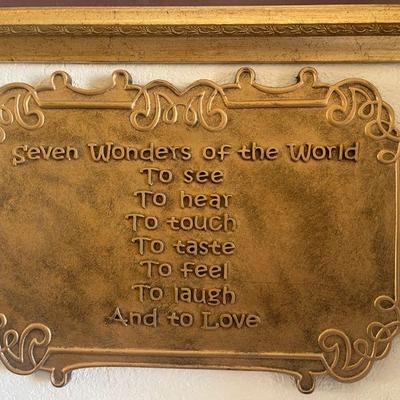 Seven Wonders of the World
To see
To hear
To touch
To taste
To feel
To laugh
And to Love